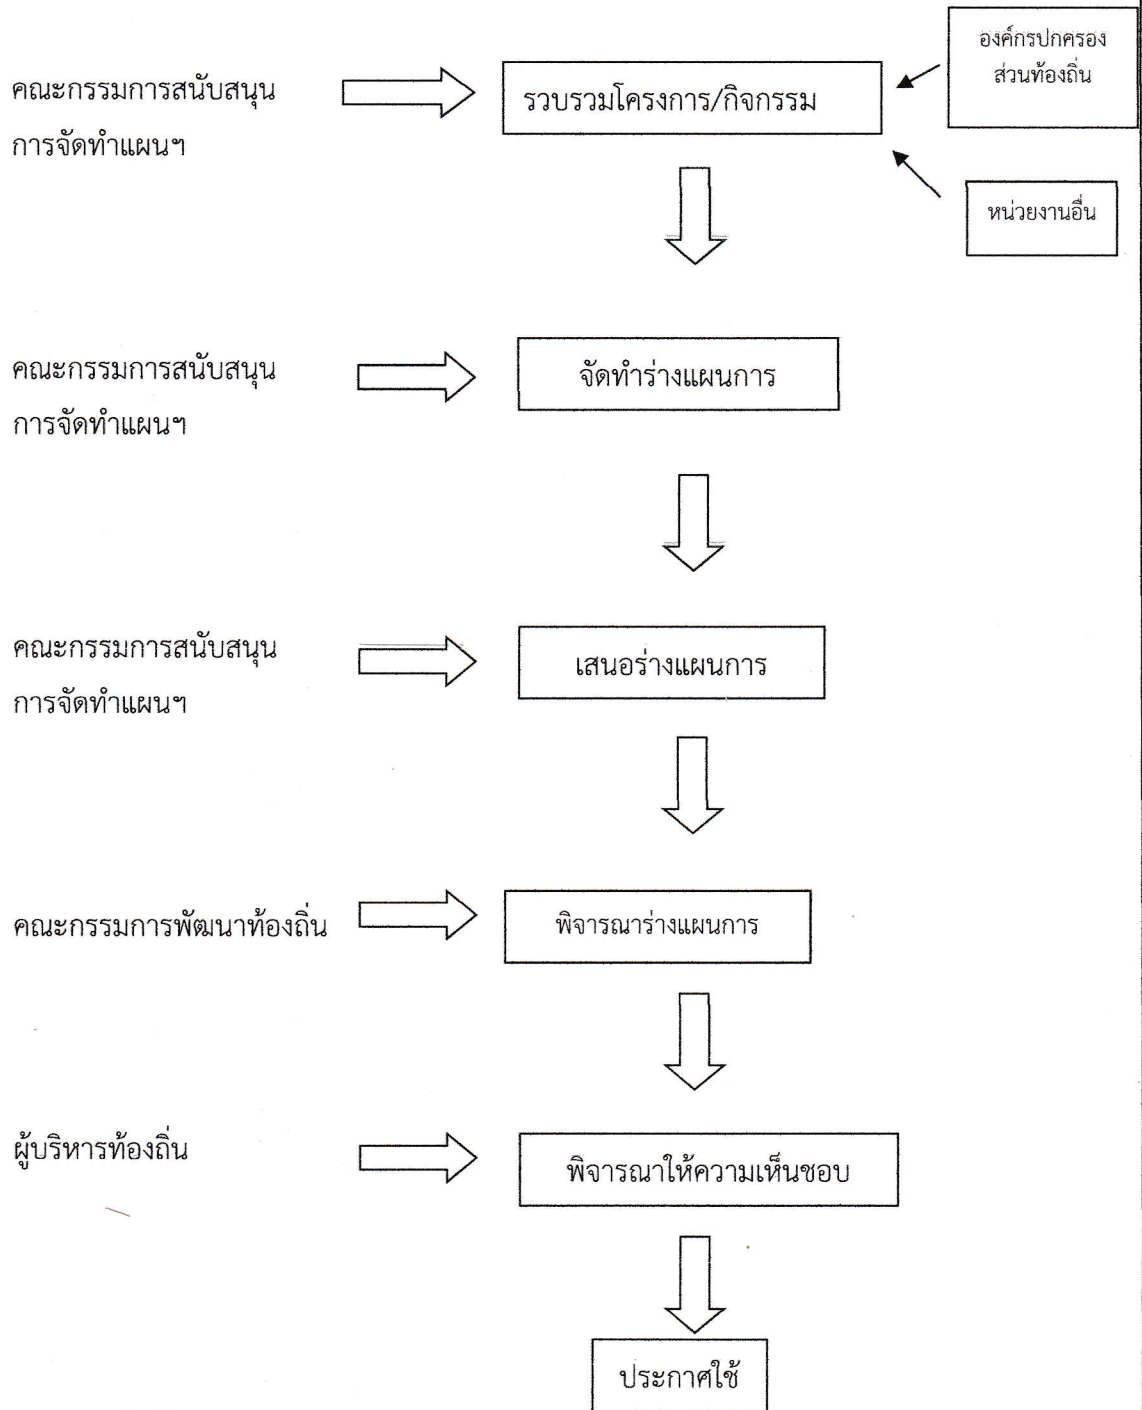 องค์กรปกครอง
ส่วนท้องถิ่น
คณะกรรมการสนับสนุน
การจัดทำแผนฯ
รวบรวมโครงการ/กิจกรรม
หน่วยงานอื่น
คณะกรรมการสนับสนุน
การจัดทำแผนฯ
จัดทำร่างแผนการ
คณะกรรมการสนับสนุน
การจัดทำแผนฯ
เสนอร่างแผนการ
คณะกรรมการพัฒนาท้องถิ่น
พิจารณาร่างแผนการ
ผู้บริหารท้องถิ่น
พิจารณาให้ความเห็นชอบ
ประกาศใช้